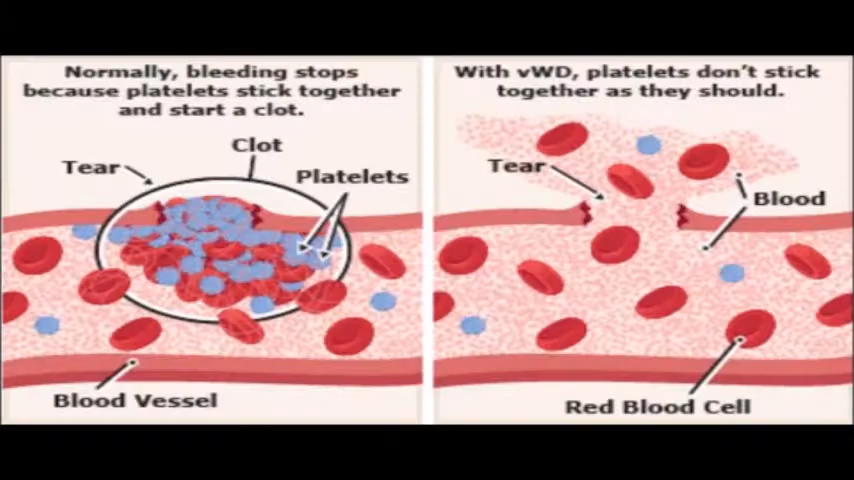 Normally, bleeding stops
because platelets stick together
and start a clot.
Clot
Tear
Platelets
Blood Vessel
With vWD, platelets don't stick
together as they should.
Tear
Blood
Red Blood Cell